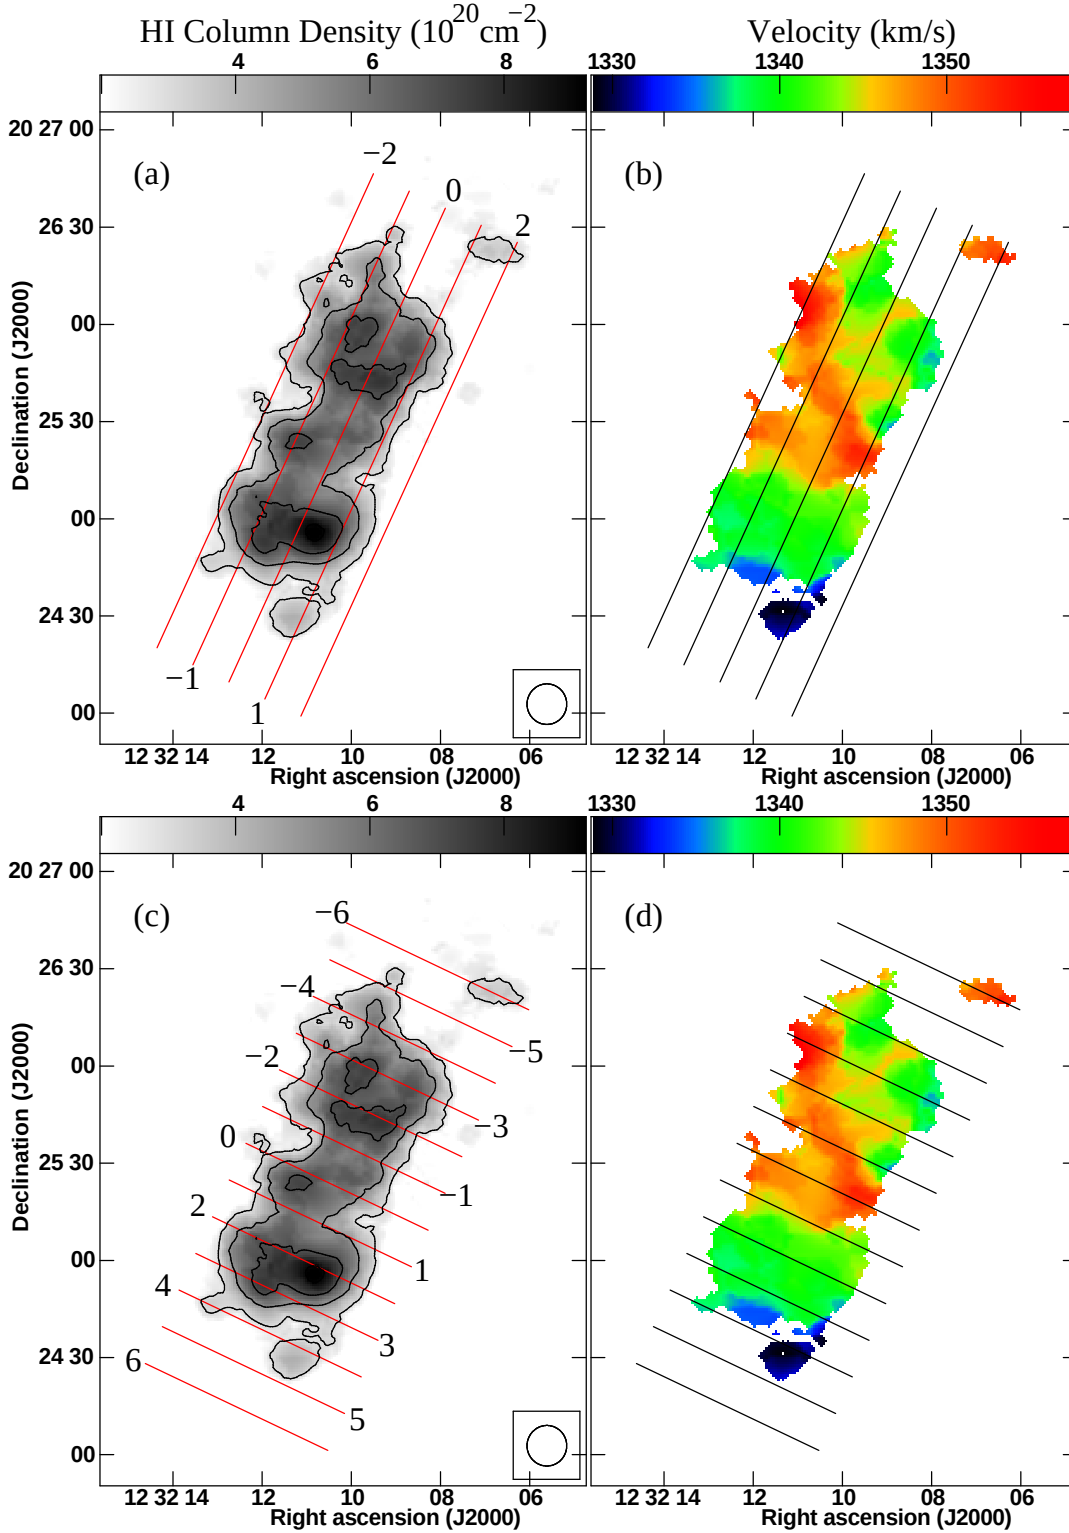 HI Column Density (10²⁰cm⁻²) Velocity (km/s)
4 6 8 1330 1340 1350
20 27 00
(a) −2 (b)
0
26 30 2
00
Declination (J2000)
25 30
00
24 30
−1
1
00
12 32 14 12 10 08 06 12 32 14 12 10 08 06
Right ascension (J2000) Right ascension (J2000)
4 6 8 1330 1340 1350
20 27 00
(c) −6 (d)
26 30
−4
−5
00 −2
−3
0
Declination (J2000)
25 30
−1
2
00 1
4
3
24 30 6
5
00
12 32 14 12 10 08 06 12 32 14 12 10 08 06
Right ascension (J2000) Right ascension (J2000)